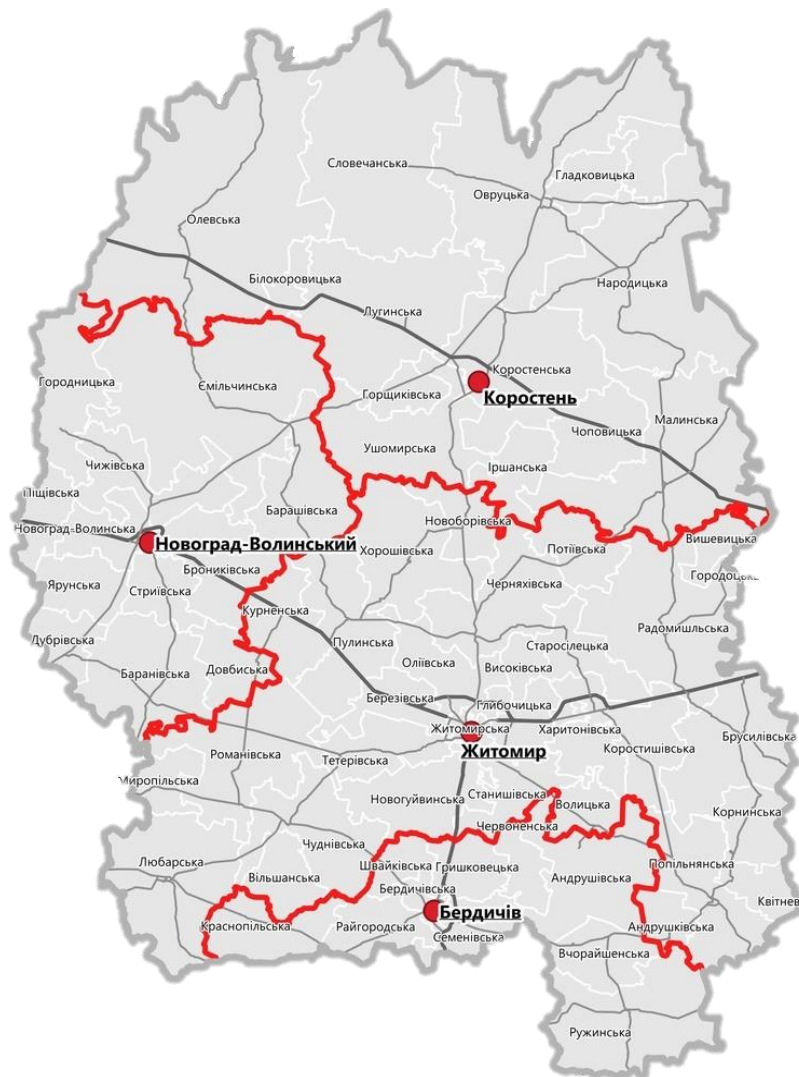 Словечанська
Гладковицька
Овруцька
Олевська
Білокоровицька
Народицька
Лугинська
Коростенська
Городницька
Ємільчинська
Горщиківська
Коростень
Малинська
Чоповицька
Ушомирська
Іршанська
Чижівська
Піщівська
Барашівська
Новоборівська
Новоград-Волинська
Новоград-Волинський
Хорошівська
Потіївська
Вишевицька
Брониківська
Городоцька
Ярунська
Стриївська
Черняхівська
Курненська
Радомишльська
Дубрівська
Пулинська
Старосілецька
Оліївська
Високівська
Баранівська
Довбиська
Березівська
Глибочицька
Житомирська
Харитонівська
Брусилівська
Житомир
Коростишівська
Романівська
Тетерівська
Миропільська
Станишівська
Новогуйвинська
Волицька
Корнинська
Червоненська
Чуднівська
Любарська
Швайківська
Гришковецька
Попільнянська
Вільшанська
Андрушівська
Бердичівська
Квітнев
Бердичів
Краснопільська
Райгородська
Андрушківська
Семенівська
Вчорайшенська
Ружинська